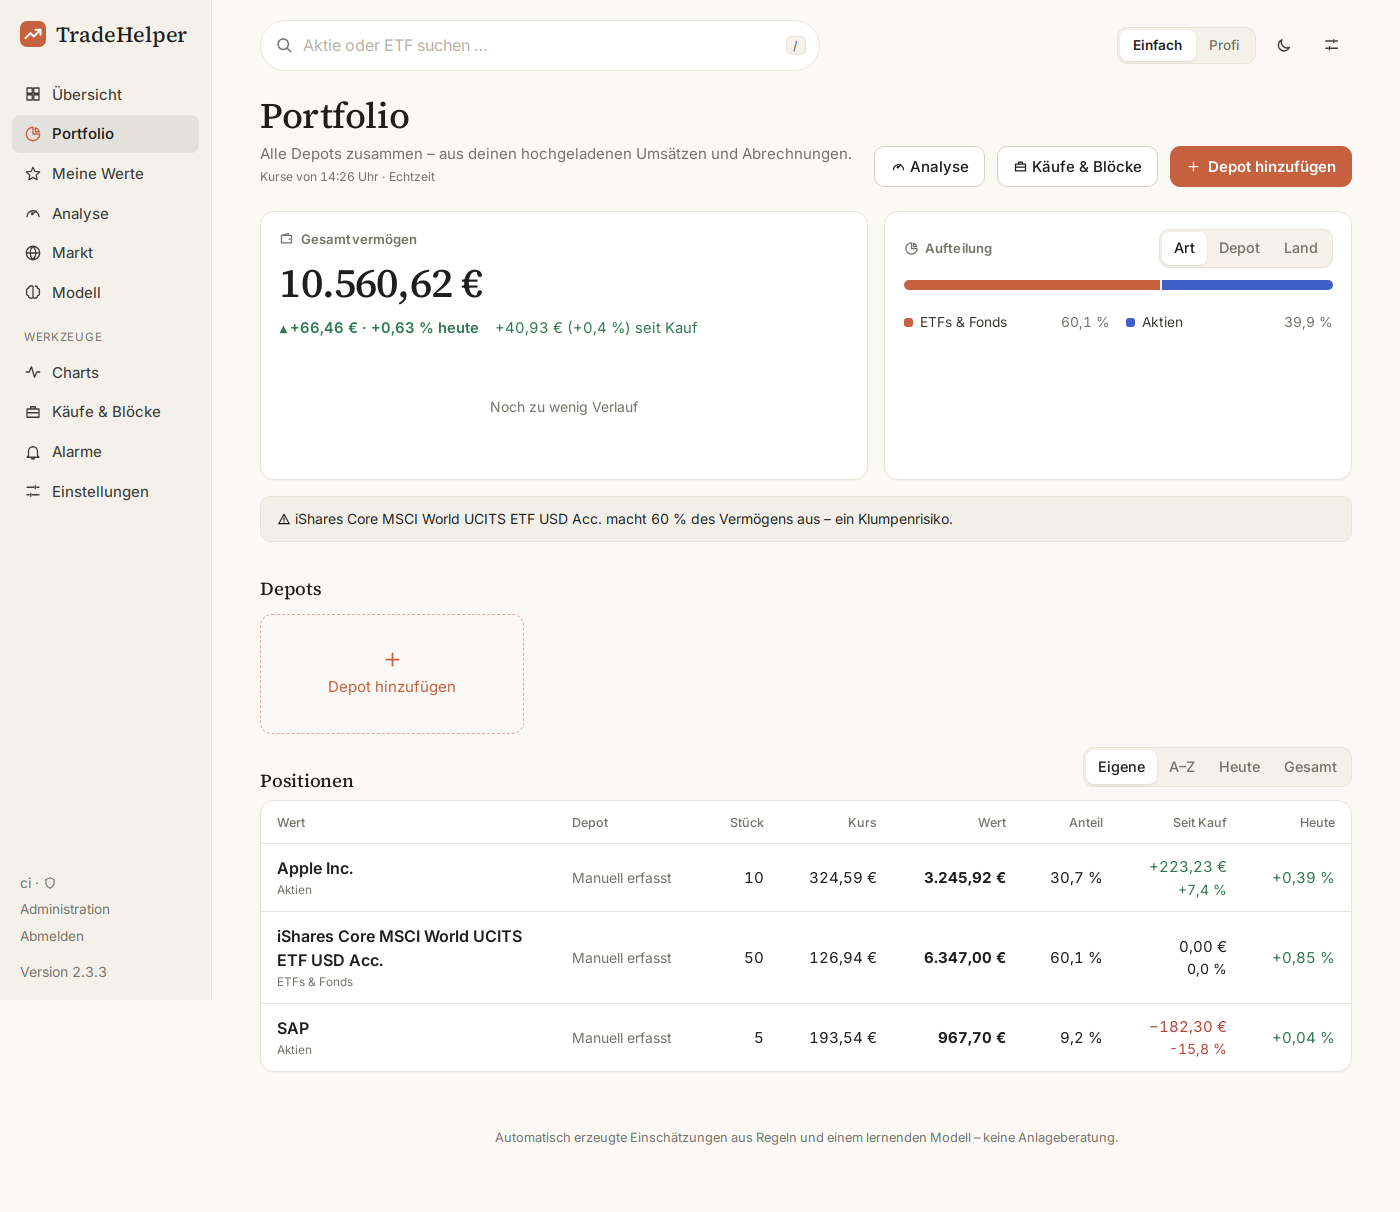 TradeHelper
Übersicht
Portfolio
Meine Werte
Analyse
Markt
Modell
WERKZEUGE
Charts
Käufe & Blöcke
Alarme
Einstellungen
ci ·
Administration
Abmelden
Version 2.3.3
Aktie oder ETF suchen ...
/
Einfach Profi
Portfolio
Alle Depots zusammen – aus deinen hochgeladenen Umsätzen und Abrechnungen.
Kurse von 14:26 Uhr · Echtzeit
Analyse
Käufe & Blöcke
+ Depot hinzufügen
Gesamtvermögen
10.560,62 €
▲+66,46 € · +0,63 % heute +40,93 € (+0,4 %) seit Kauf
Noch zu wenig Verlauf
Aufteilung
Art Depot Land
ETFs & Fonds 60,1 % Aktien 39,9 %
⚠ iShares Core MSCI World UCITS ETF USD Acc. macht 60 % des Vermögens aus – ein Klumpenrisiko.
Depots
+
Depot hinzufügen
Positionen
Eigene A–Z Heute Gesamt
Wert Depot Stück Kurs Wert Anteil Seit Kauf Heute
Apple Inc.
Aktien
Manuell erfasst 10 324,59 € 3.245,92 € 30,7 % +223,23 € +0,39 %
+7,4 %
iShares Core MSCI World UCITS
ETF USD Acc.
ETFs & Fonds
Manuell erfasst 50 126,94 € 6.347,00 € 60,1 % 0,00 € +0,85 %
0,0 %
SAP
Aktien
Manuell erfasst 5 193,54 € 967,70 € 9,2 % −182,30 € +0,04 %
-15,8 %
Automatisch erzeugte Einschätzungen aus Regeln und einem lernenden Modell – keine Anlageberatung.